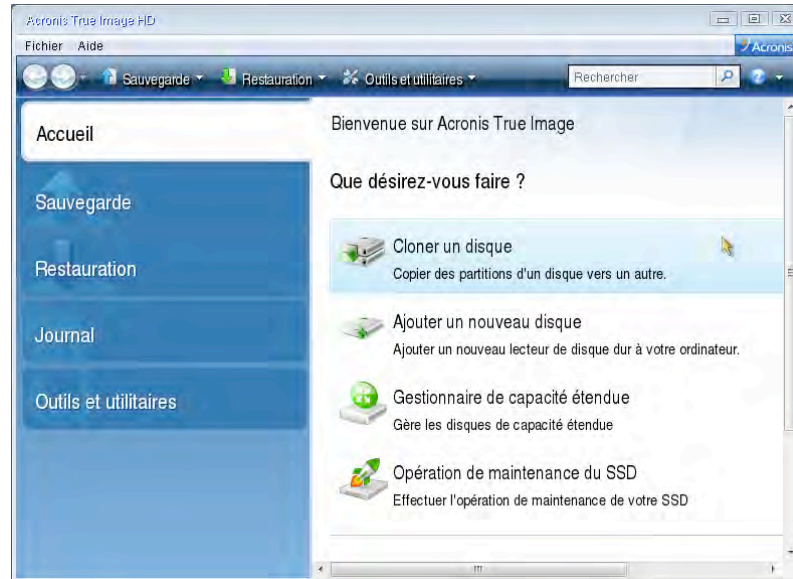 Acronis True Image HD
Fichier Aide
Acronis
Sauvegarde Restauration Outils et utilitaires Rechercher
Accueil
Sauvegarde
Restauration
Journal
Outils et utilitaires
Bienvenue sur Acronis True Image
Que désirez-vous faire ?
Cloner un disque
Copier des partitions d'un disque vers un autre.
Ajouter un nouveau disque
Ajouter un nouveau lecteur de disque dur à votre ordinateur.
Gestionnaire de capacité étendue
Gère les disques de capacité étendue
Opération de maintenance du SSD
Effectuer l'opération de maintenance de votre SSD